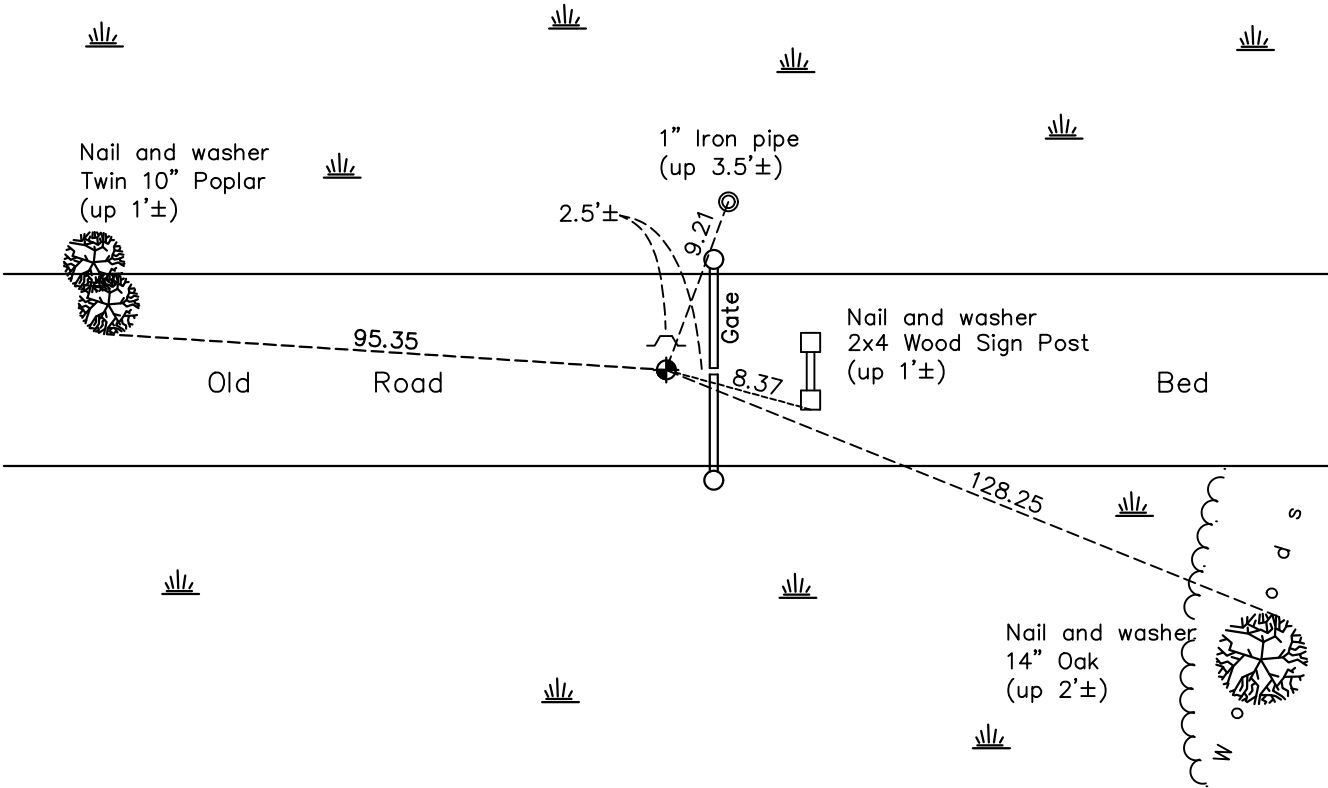 1” Iron pipe
(up 3.5'±)
Nail and washer
Twin 10” Poplar
(up 1'±)
2.5'±
9.21
Gate
Nail and washer
2x4 Wood Sign Post
(up 1'±)
95.35
8.37
Old Road Bed
128.25
Woods
Nail and washer
14” Oak
(up 2'±)